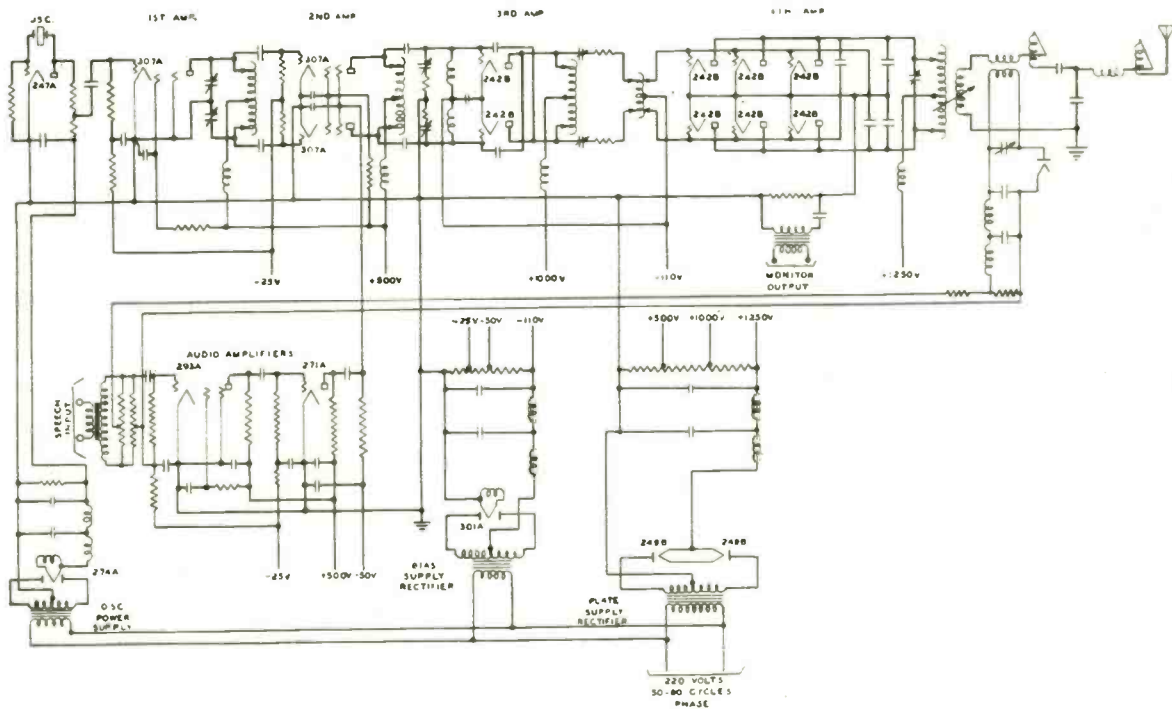 OSC.
1ST AMPL.
2ND AMP
3RD AMP
4TH AMP
247A
307A
307A
307A
242B
242B
242B 242B 242B
242B 242B 242B
-25V
+800V
+1000V
-110V
MONITOR
OUTPUT
+1250V
AUDIO AMPLIFIERS
293A
271A
SPEECH
INPUT
-25V -50V -110V
+500V +1000V +1250V
301A
249B 249B
274A
-25V +500V -50V
BIAS
SUPPLY
RECTIFIER
PLATE
SUPPLY
RECTIFIER
OSC
POWER
SUPPLY
220 VOLTS
50-60 CYCLES
PHASE